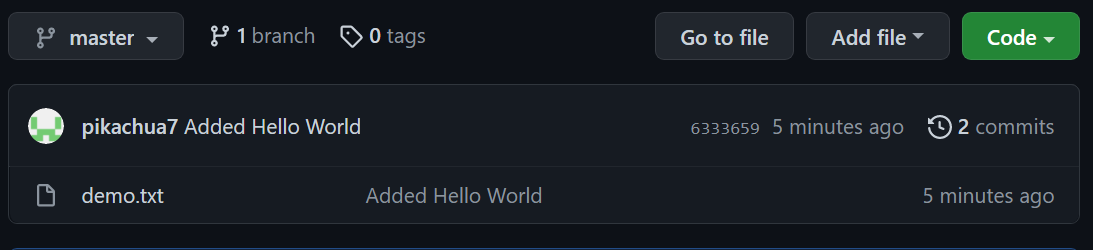 master 1 branch 0 tags Go to file Add file Code
pikachua7 Added Hello World 6333659 5 minutes ago 2 commits
demo.txt Added Hello World 5 minutes ago